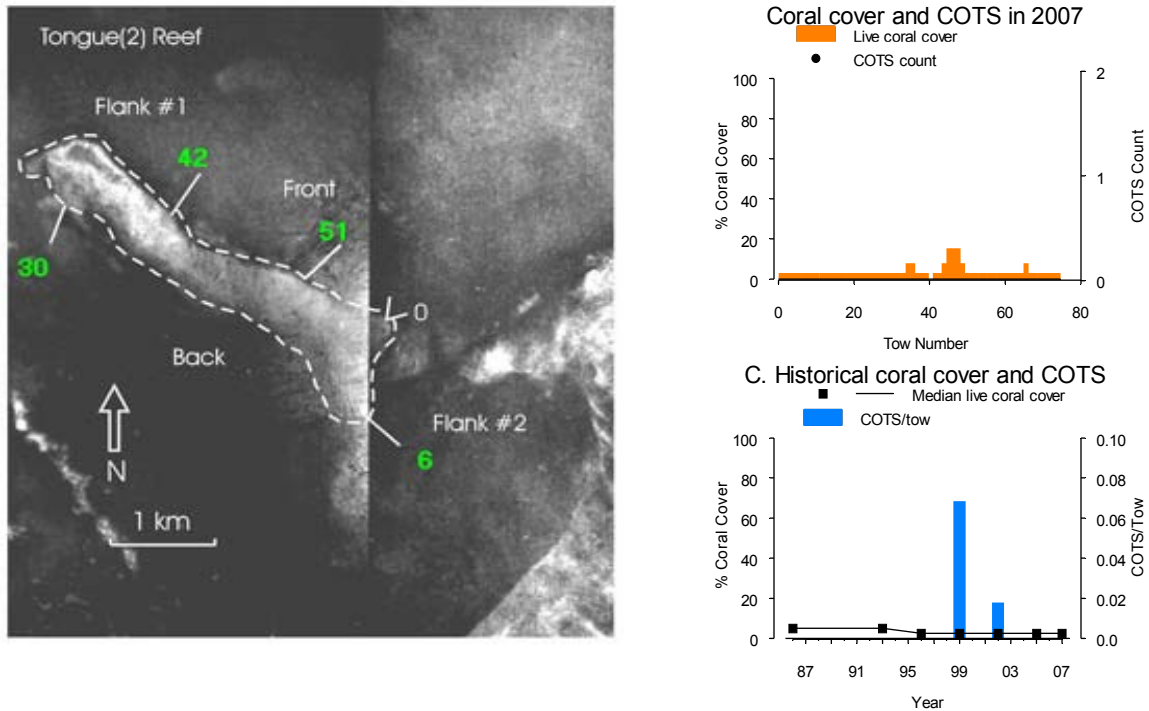 Tongue(2) Reef
Flank #1
42
Front
51
30
0
Back
Flank #2
N
6
1 km
Coral cover and COTS in 2007
Live coral cover
COTS count
100
80
60
40
20
0
% Coral Cover
2
1
0
COTS Count
0 20 40 60 80
Tow Number
C. Historical coral cover and COTS
Median live coral cover
COTS/tow
100
80
60
40
20
0
% Coral Cover
0.10
0.08
0.06
0.04
0.02
0.0
COTS/Tow
87 91 95 99 03 07
Year